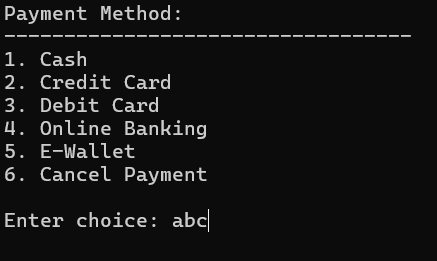 Payment Method:
----------------------------------
1. Cash
2. Credit Card
3. Debit Card
4. Online Banking
5. E-Wallet
6. Cancel Payment
Enter choice: abc